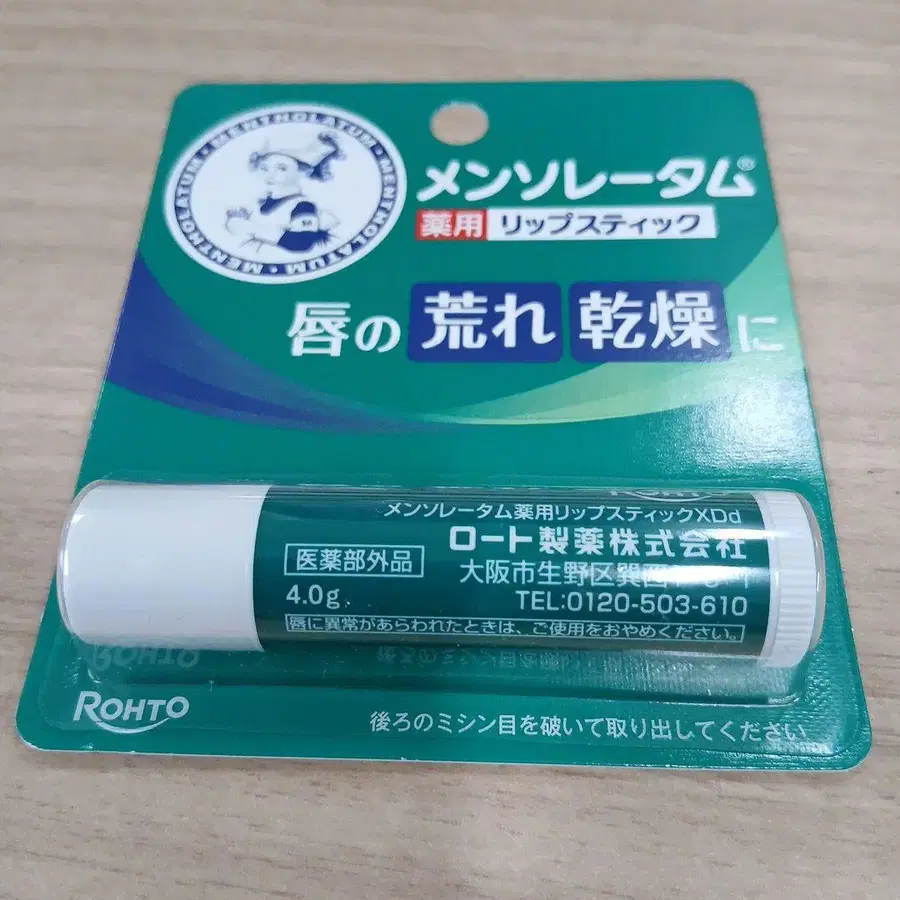 MENTHOLATUM • MENTHOLATUM • MENTHOLATUM •
メンソレータム®
薬用 リップスティック
唇の 荒れ 乾燥 に
ROHTO
メンソレータム薬用リップスティックXDd
ロート製薬株式会社
医薬部外品
大阪市生野区巽西
4.0g
TEL:0120-503-610
唇に異常があらわれたときは、ご使用をおやめください。
ROHTO
後ろのミシン目を破いて取り出してください